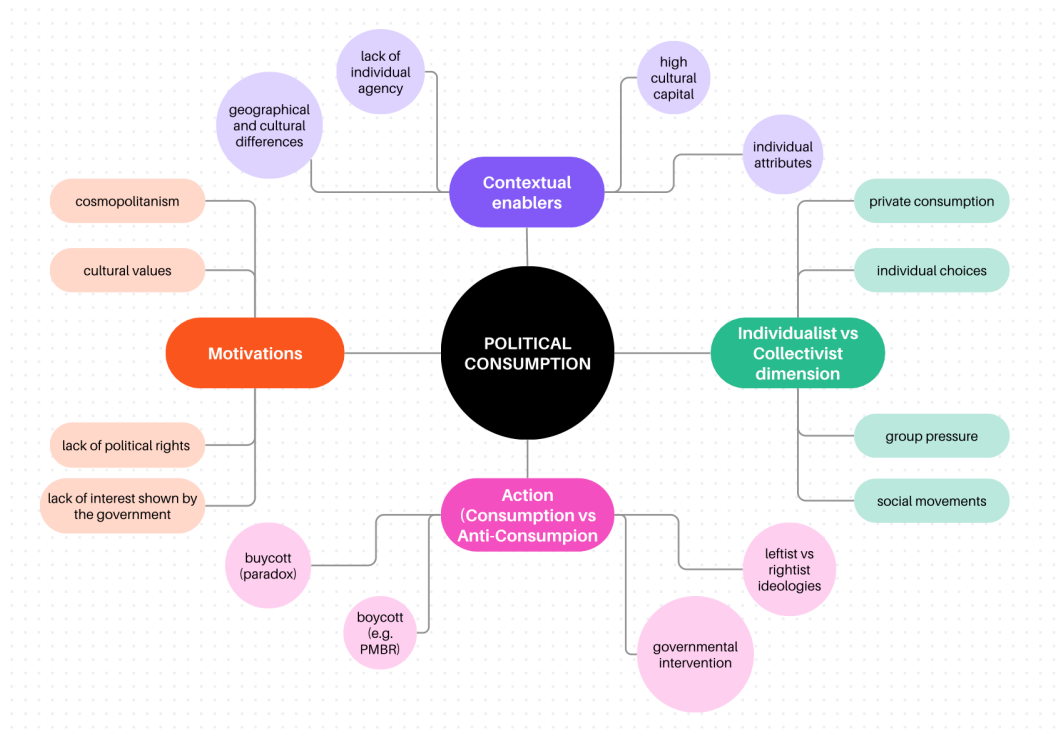 lack of
individual
agency
high
cultural
capital
geographical
and cultural
differences
individual
attributes
Contextual
enablers
cosmopolitanism
cultural values
Motivations
lack of political rights
lack of interest shown by
the government
POLITICAL
CONSUMPTION
private consumption
individual choices
Individualist vs
Collectivist
dimension
group pressure
social movements
Action
(Consumption vs
Anti-Consumpion
buycott
(paradox)
boycott
(e.g.
PMBR)
leftist vs
rightist
ideologies
governmental
intervention